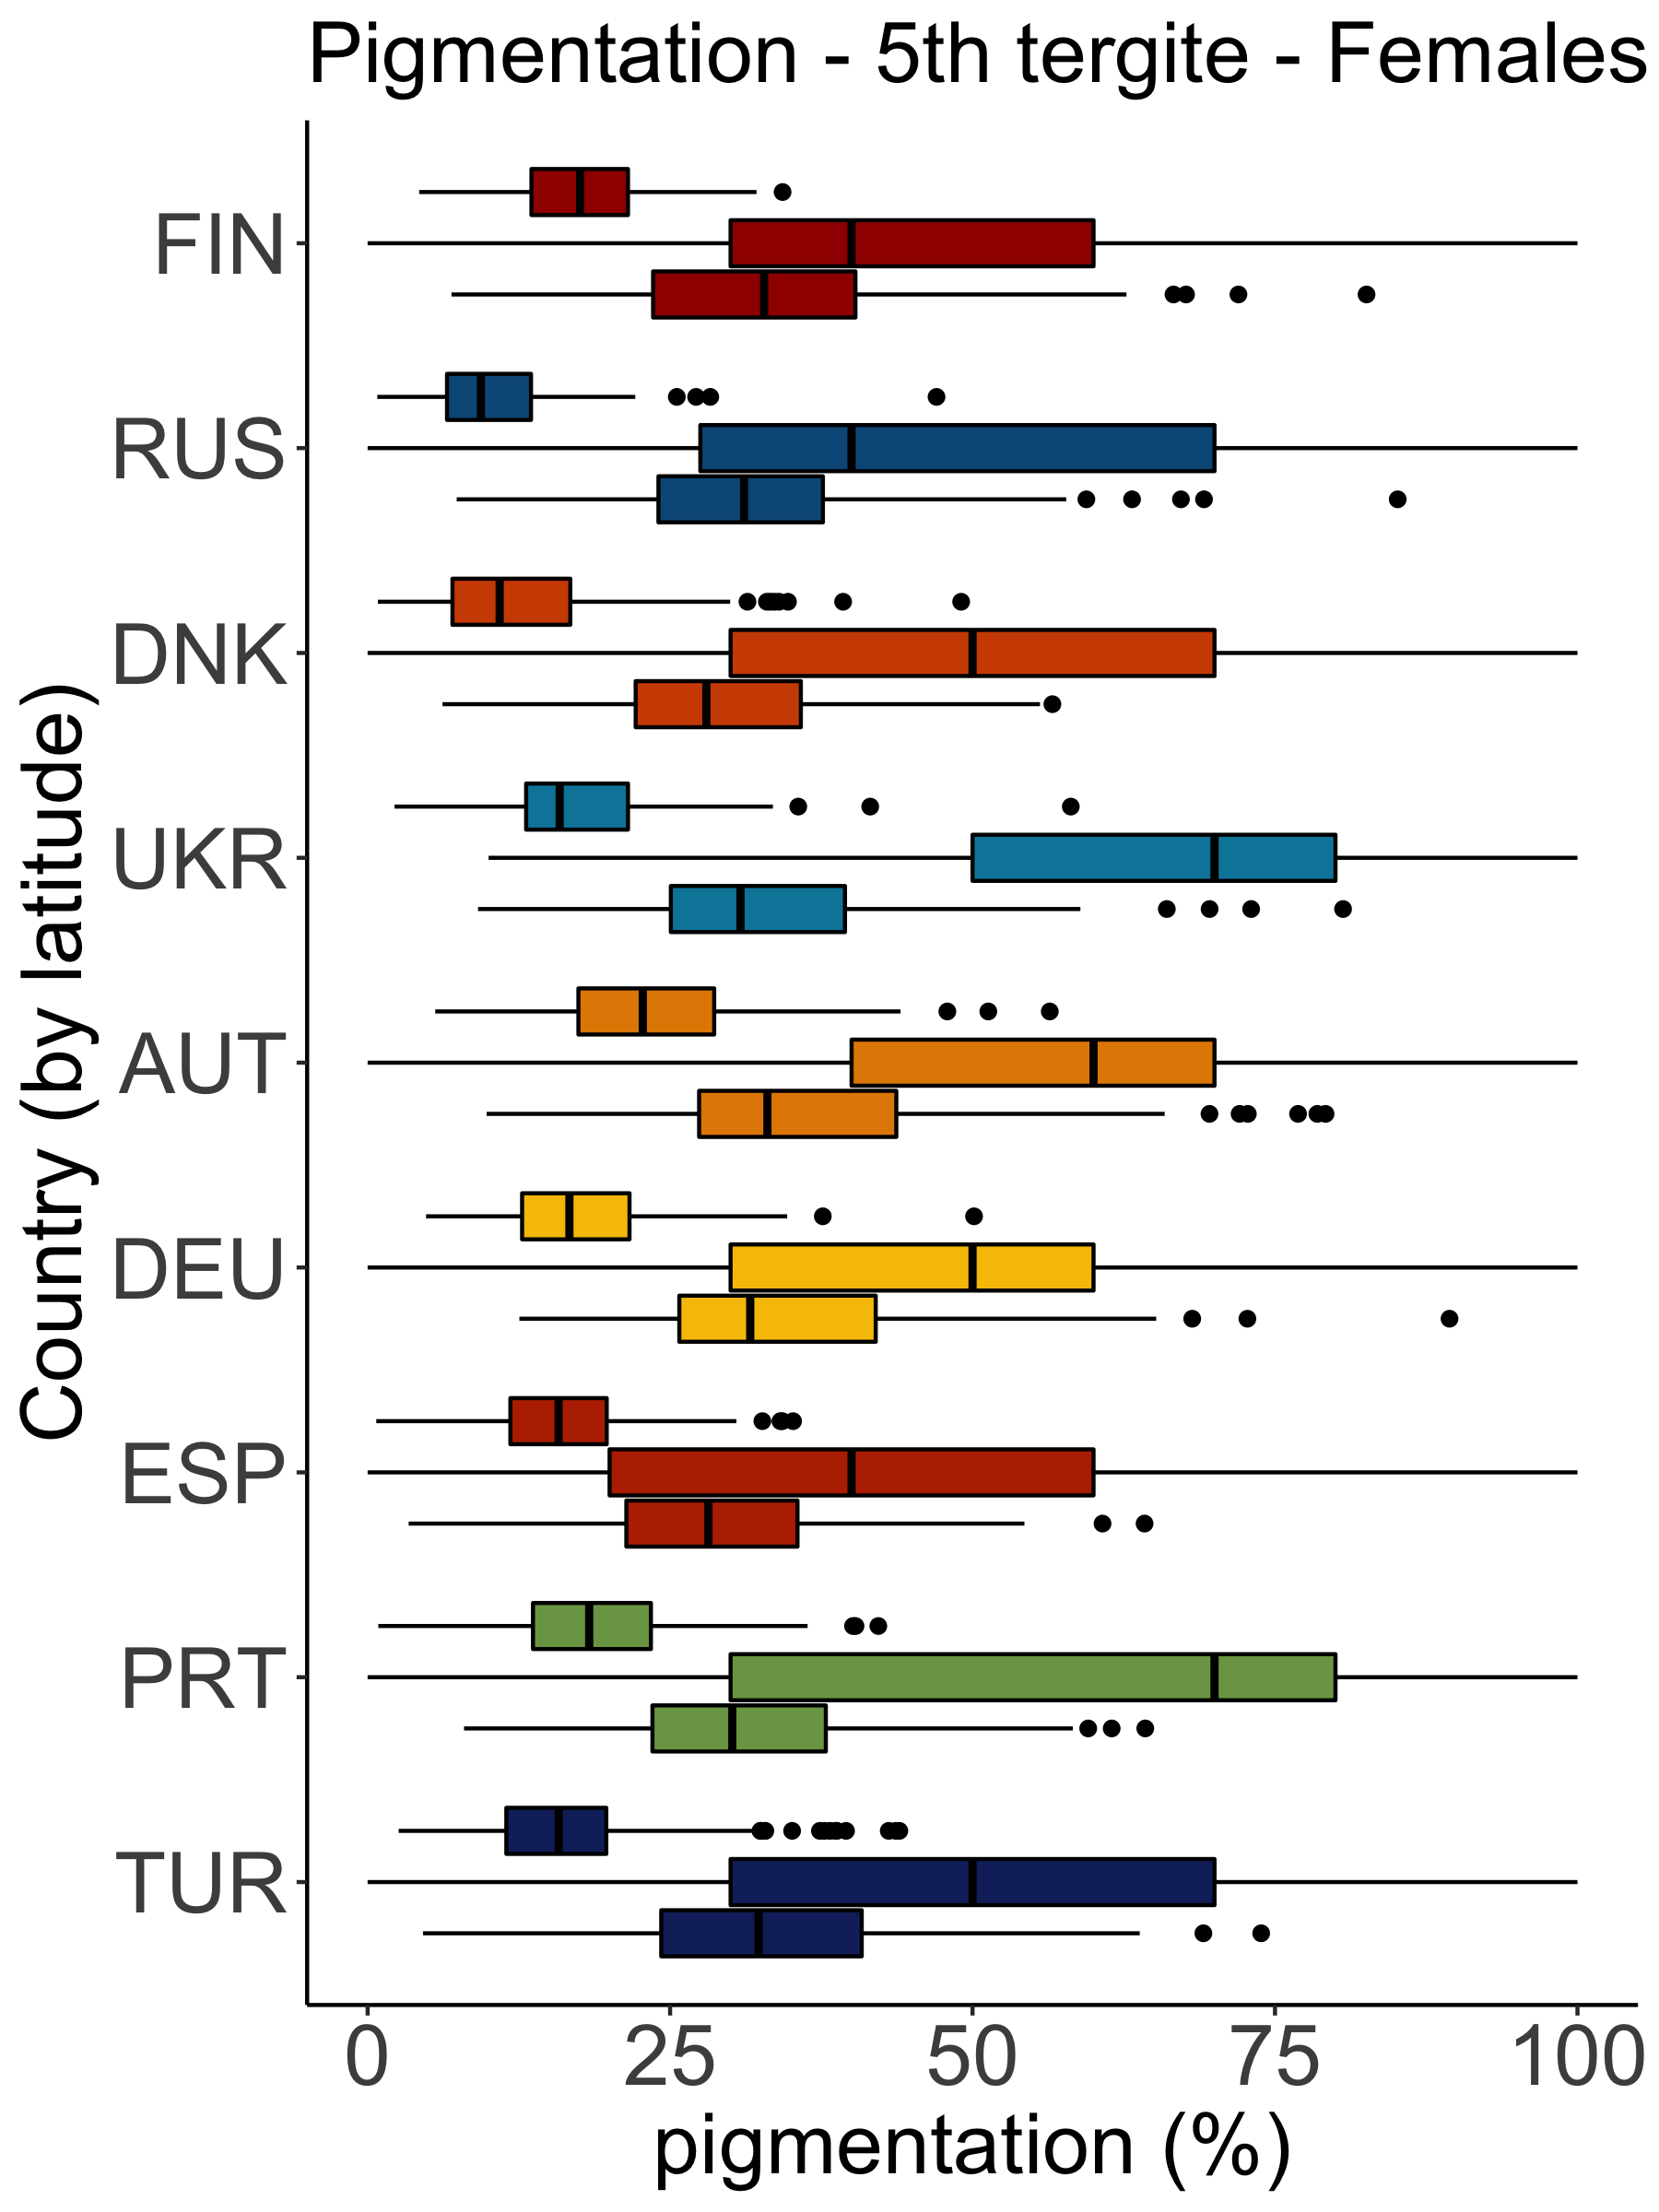 Pigmentation - 5th tergite - Females
Country (by latitude)
FIN
RUS
DNK
UKR
AUT
DEU
ESP
PRT
TUR
0 25 50 75 100
pigmentation (%)